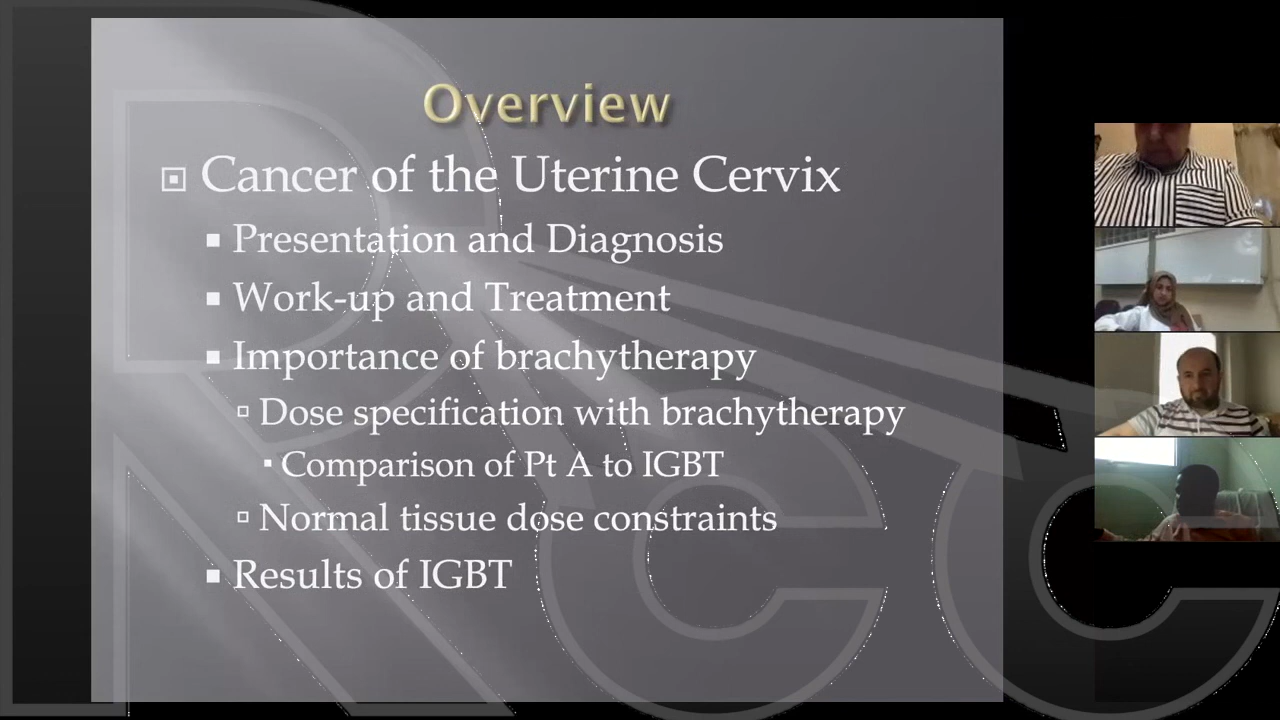 Overview
Cancer of the Uterine Cervix
Presentation and Diagnosis
Work-up and Treatment
Importance of brachytherapy
Dose specification with brachytherapy
Comparison of Pt A to IGBT
Normal tissue dose constraints
Results of IGBT
Rcc